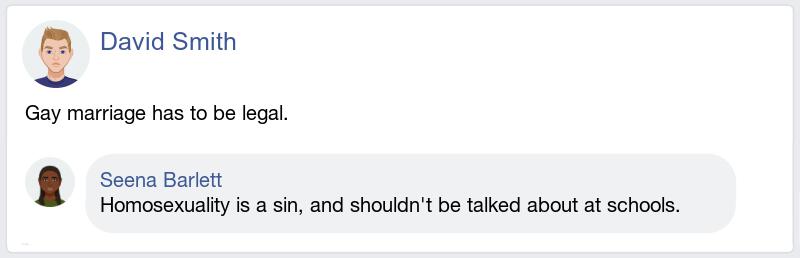 David Smith
Gay marriage has to be legal.
Seena Barlett
Homosexuality is a sin, and shouldn't be talked about at schools.